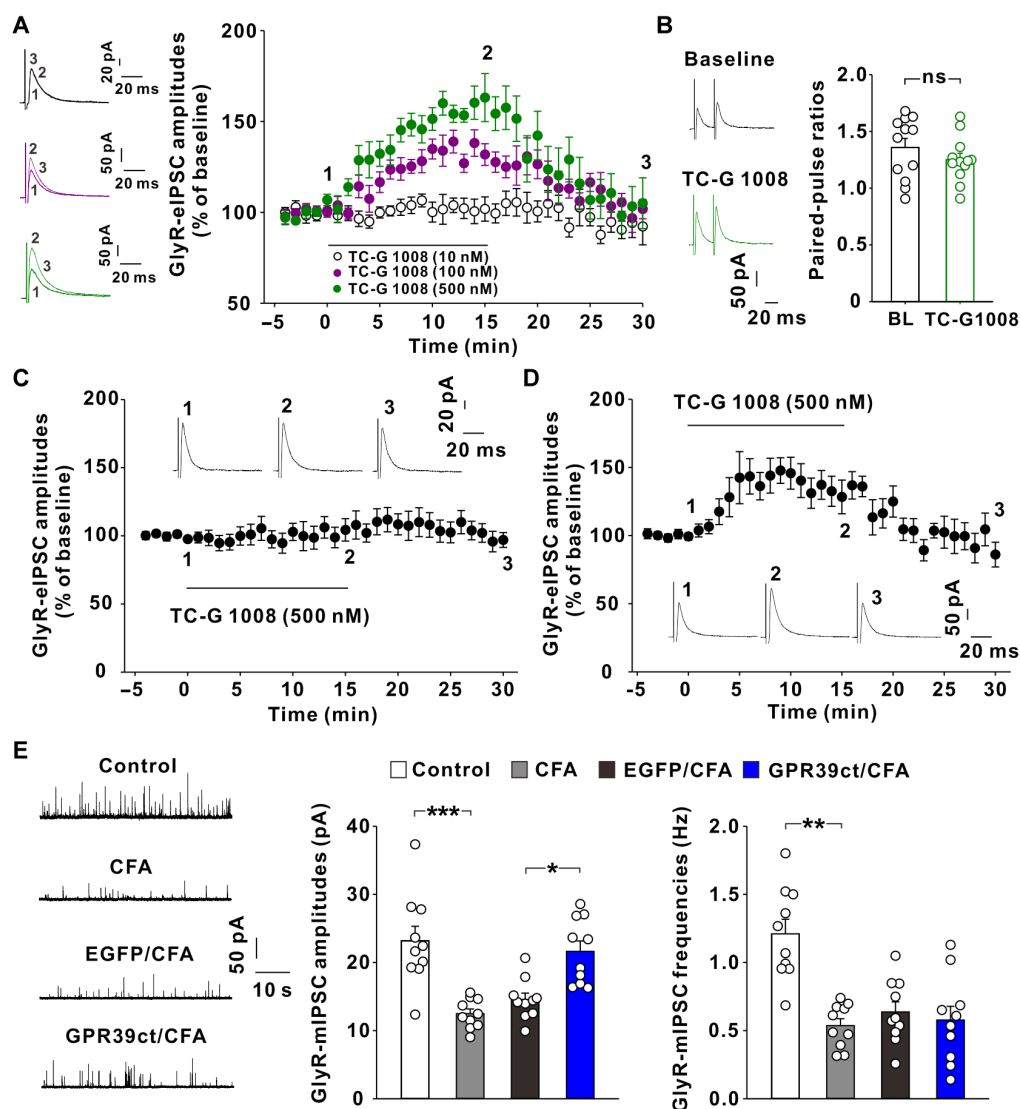 A
3
2
1
20 pA
20 ms
2
3
1
50 pA
20 ms
2
3
1
50 pA
20 ms
GlyR-eIPSC amplitudes
(% of baseline)
200
150
100
50
1
2
3
TC-G 1008 (10 nM)
TC-G 1008 (100 nM)
TC-G 1008 (500 nM)
−5 0 5 10 15 20 25 30
Time (min)
B
Baseline
TC-G 1008
50 pA
20 ms
Paired-pulse ratios
2.0
1.5
1.0
0.5
0
ns
BL TC-G1008
C
GlyR-eIPSC amplitudes
(% of baseline)
200
150
100
50
0
1 2 3
20 pA
20 ms
1 2 3
TC-G 1008 (500 nM)
−5 0 5 10 15 20 25 30
Time (min)
D
GlyR-eIPSC amplitudes
(% of baseline)
200
150
100
50
0
TC-G 1008 (500 nM)
1 2 3
1 2 3
50 pA
20 ms
−5 0 5 10 15 20 25 30
Time (min)
E
Control
CFA
EGFP/CFA
GPR39ct/CFA
50 pA
10 s
Control CFA EGFP/CFA GPR39ct/CFA
GlyR-mIPSC amplitudes (pA)
40
30
20
10
0
***
*
GlyR-mIPSC frequencies (Hz)
2.0
1.5
1.0
0.5
0
**